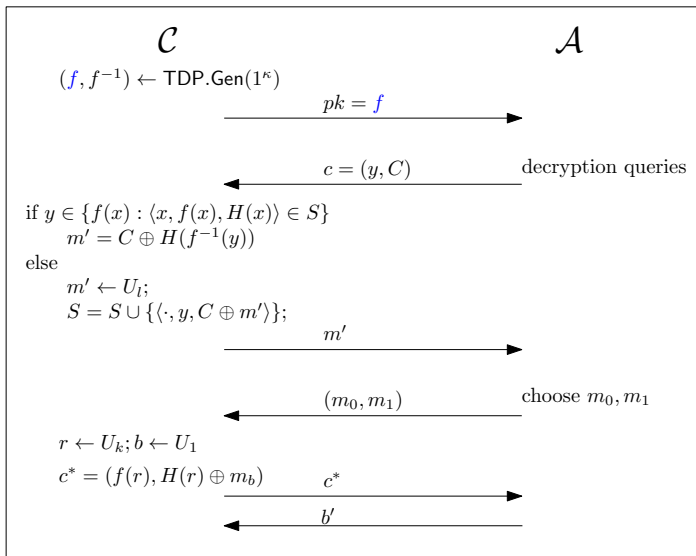 𝒞 𝒜
(f, f⁻¹) ← TDP.Gen(1^κ)
pk = f
c = (y, C) decryption queries
if y ∈ {f(x) : ⟨x, f(x), H(x)⟩ ∈ S}
m′ = C ⊕ H(f⁻¹(y))
else
m′ ← U_l;
S = S ∪ {⟨·, y, C ⊕ m′⟩};
m′
(m₀, m₁) choose m₀, m₁
r ← U_k; b ← U₁
c* = (f(r), H(r) ⊕ m_b)
c*
b′